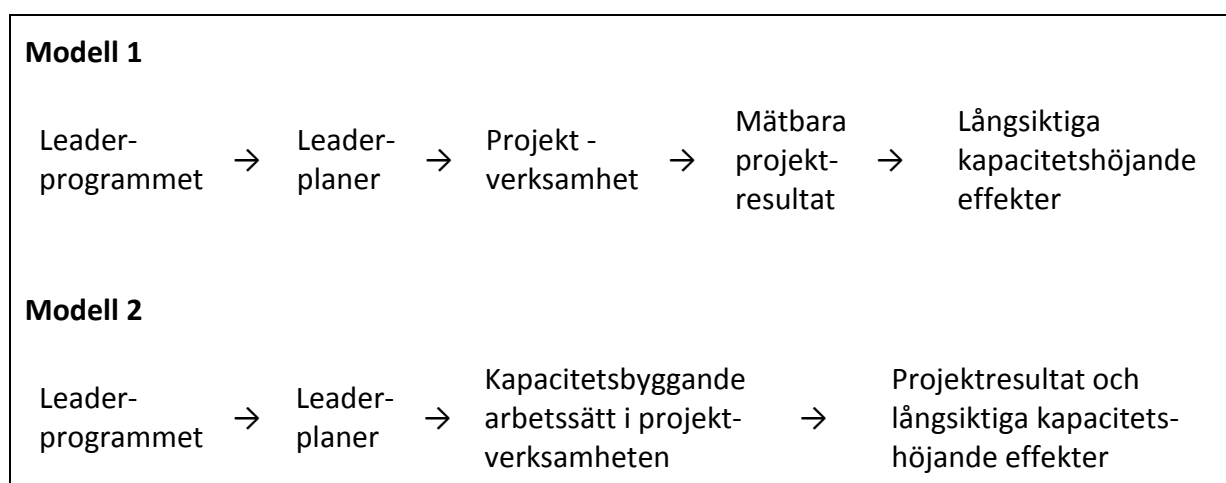 Modell 1
Leader-
programmet
→
Leader-
planer
→
Projekt -
verksamhet
→
Mätbara
projekt-
resultat
→
Långsiktiga
kapacitetshöjande
effekter
Modell 2
Leader-
programmet
→
Leader-
planer
→
Kapacitetsbyggande
arbetssätt i projekt-
verksamheten
→
Projektresultat och
långsiktiga kapacitets-
höjande effekter